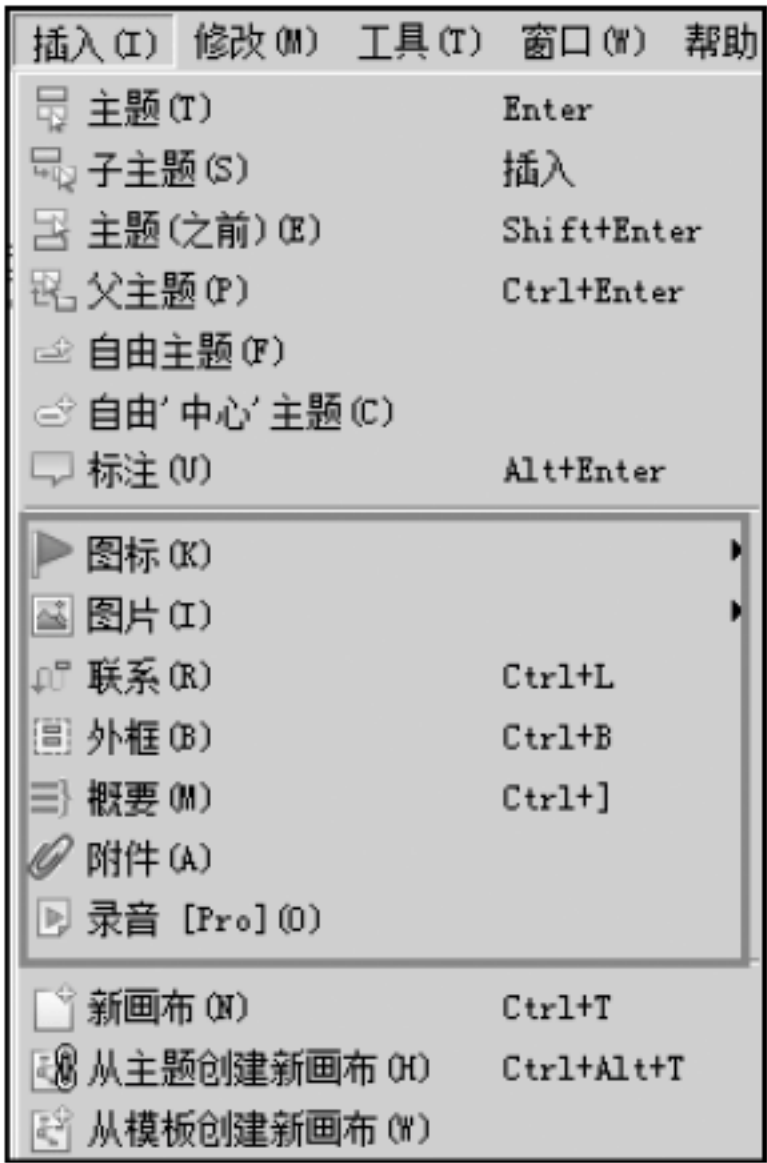 插入(I) 修改(M) 工具(T) 窗口(W) 帮助
主题(T) Enter
子主题(S) 插入
主题(之前)(E) Shift+Enter
父主题(P) Ctrl+Enter
自由主题(F)
自由'中心'主题(C)
标注(U) Alt+Enter
图标(K)
图片(I)
联系(R) Ctrl+L
外框(B) Ctrl+B
概要(M) Ctrl+]
附件(A)
录音 [Pro](O)
新画布(N) Ctrl+T
从主题创建新画布(H) Ctrl+Alt+T
从模板创建新画布(W)